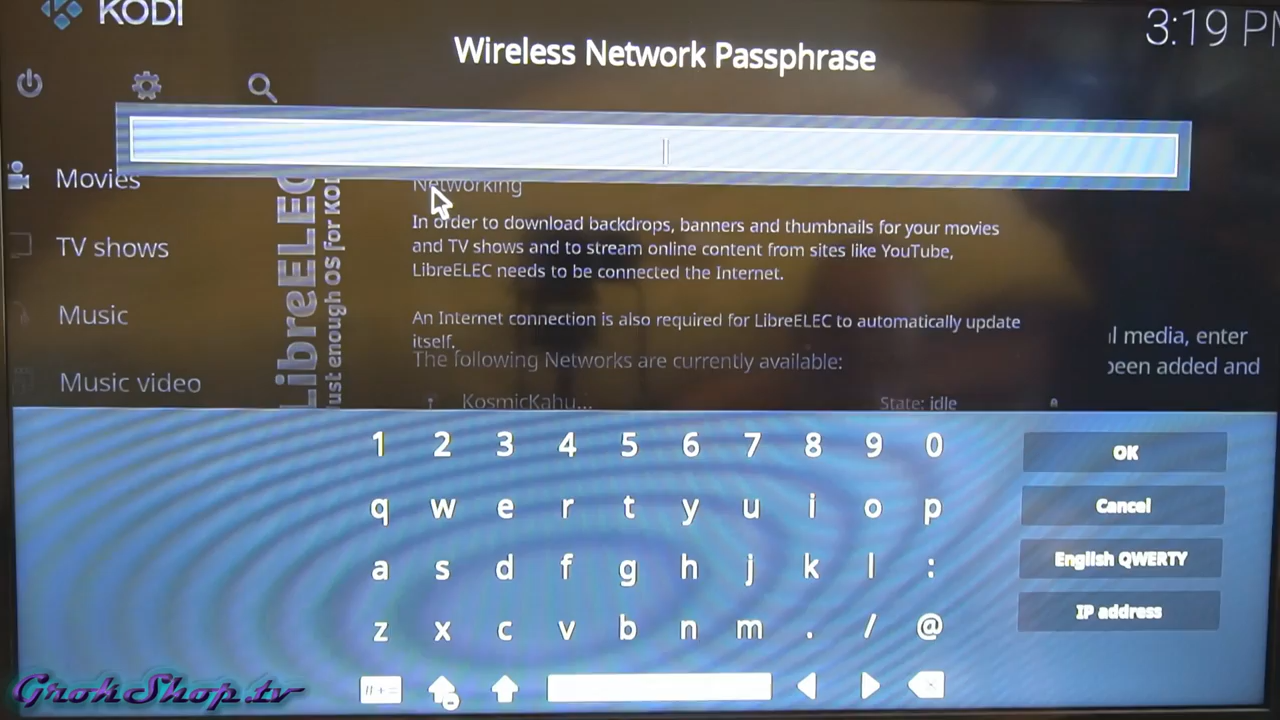 KODI
3:19 PM
Wireless Network Passphrase
Movies
TV shows
Music
Music video
LibreELEC
Just enough OS for KODI
Networking
In order to download backdrops, banners and thumbnails for your movies
and TV shows and to stream online content from sites like YouTube,
LibreELEC needs to be connected the Internet.
An Internet connection is also required for LibreELEC to automatically update
itself.
The following Networks are currently available:
KosmicKahu...
State: idle
l media, enter
been added and
1 2 3 4 5 6 7 8 9 0
q w e r t y u i o p
a s d f g h j k l :
z x c v b n m . / @
#+=
OK
Cancel
English QWERTY
IP address
GrokShop.tv